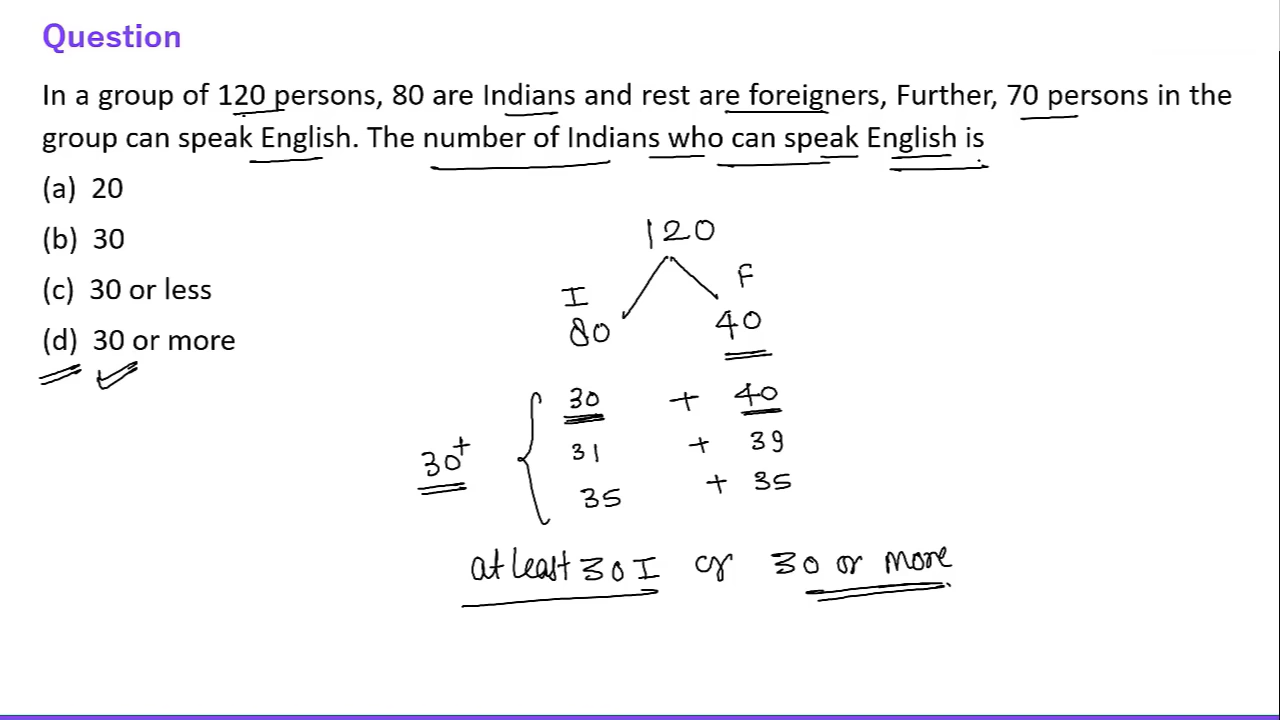 Question
In a group of 120 persons, 80 are Indians and rest are foreigners, Further, 70 persons in the
group can speak English. The number of Indians who can speak English is
(a) 20
(b) 30
(c) 30 or less
(d) 30 or more
120
I F
80 40
30 + 40
31 + 39
30+
35 + 35
at least 30 I or 30 or more